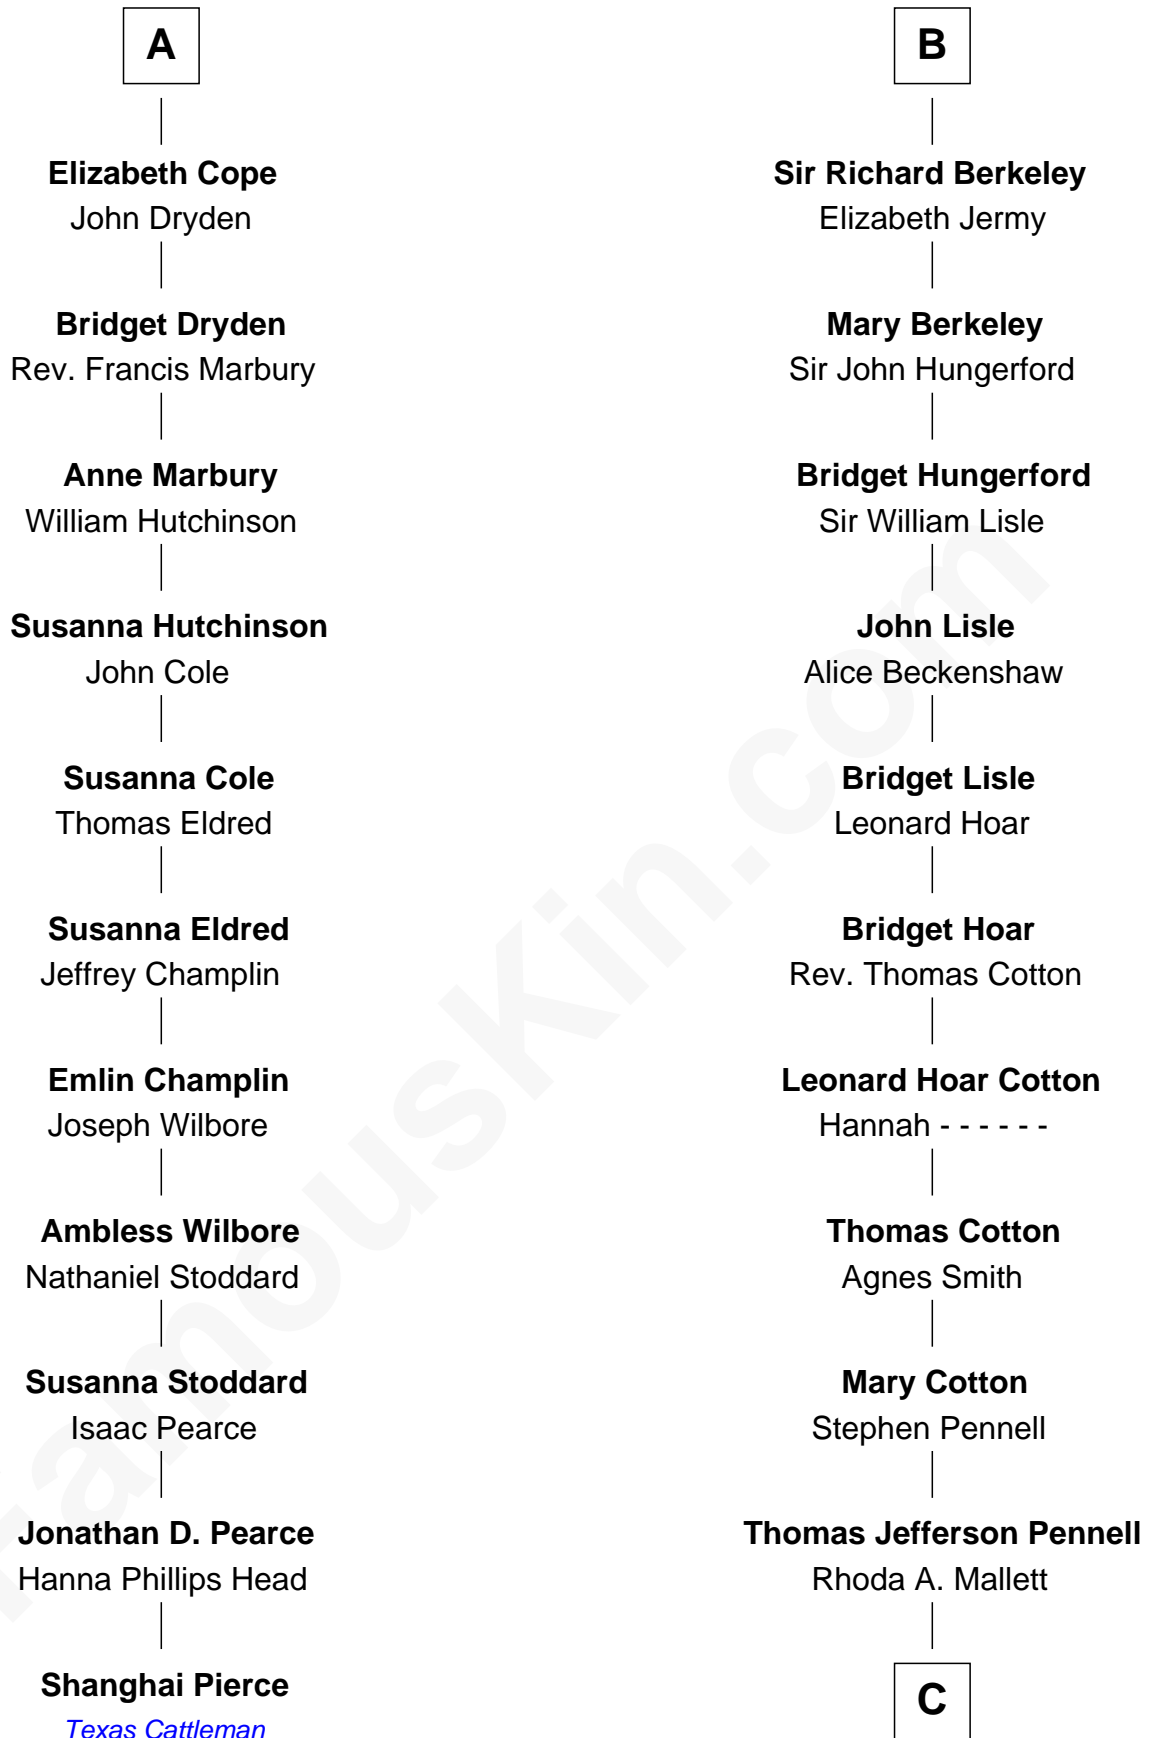 A
Elizabeth Cope
John Dryden
Bridget Dryden
Rev. Francis Marbury
Anne Marbury
William Hutchinson
Susanna Hutchinson
John Cole
Susanna Cole
Thomas Eldred
Susanna Eldred
Jeffrey Champlin
Emlin Champlin
Joseph Wilbore
Ambless Wilbore
Nathaniel Stoddard
Susanna Stoddard
Isaac Pearce
Jonathan D. Pearce
Hanna Phillips Head
Shanghai Pierce
Texas Cattleman
B
Sir Richard Berkeley
Elizabeth Jermy
Mary Berkeley
Sir John Hungerford
Bridget Hungerford
Sir William Lisle
John Lisle
Alice Beckenshaw
Bridget Lisle
Leonard Hoar
Bridget Hoar
Rev. Thomas Cotton
Leonard Hoar Cotton
Hannah - - - - - -
Thomas Cotton
Agnes Smith
Mary Cotton
Stephen Pennell
Thomas Jefferson Pennell
Rhoda A. Mallett
C
FamousKin.com